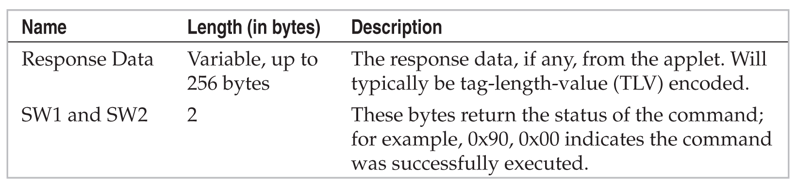 Name Length (in bytes) Description
Response Data Variable, up to 256 bytes The response data, if any, from the applet. Will
typically be tag-length-value (TLV) encoded.
SW1 and SW2 2 These bytes return the status of the command;
for example, 0x90, 0x00 indicates the command
was successfully executed.